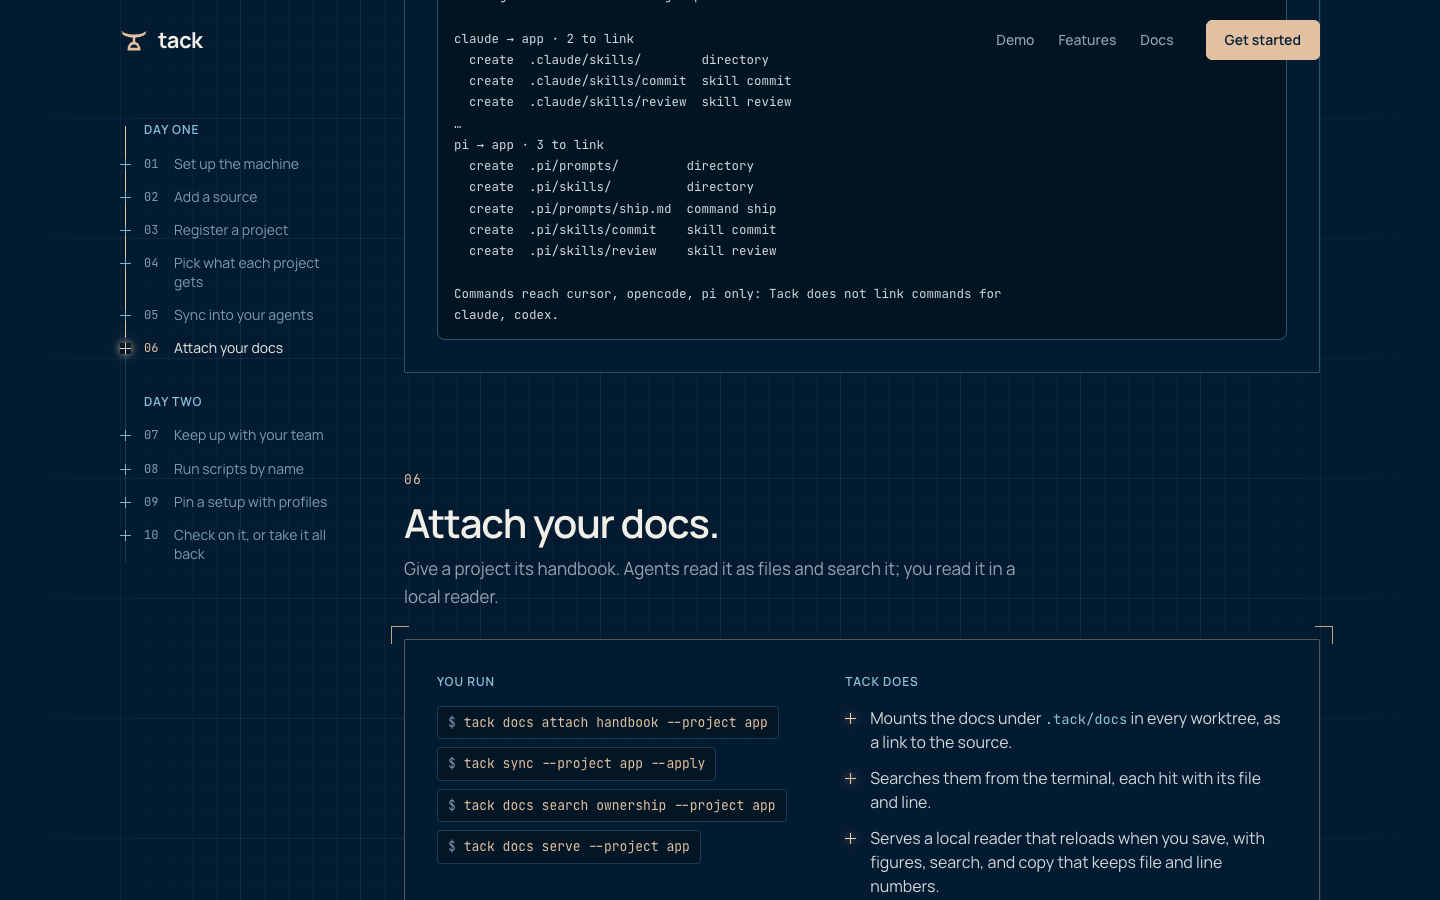 tack
Demo
Features
Docs
Get started
DAY ONE
01 Set up the machine
02 Add a source
03 Register a project
04 Pick what each project
gets
05 Sync into your agents
06 Attach your docs
DAY TWO
07 Keep up with your team
08 Run scripts by name
09 Pin a setup with profiles
10 Check on it, or take it all
back
claude → app · 2 to link
create .claude/skills/ directory
create .claude/skills/commit skill commit
create .claude/skills/review skill review
…
pi → app · 3 to link
create .pi/prompts/ directory
create .pi/skills/ directory
create .pi/prompts/ship.md command ship
create .pi/skills/commit skill commit
create .pi/skills/review skill review
Commands reach cursor, opencode, pi only: Tack does not link commands for
claude, codex.
06
Attach your docs.
Give a project its handbook. Agents read it as files and search it; you read it in a
local reader.
YOU RUN
$ tack docs attach handbook --project app
$ tack sync --project app --apply
$ tack docs search ownership --project app
$ tack docs serve --project app
TACK DOES
Mounts the docs under .tack/docs in every worktree, as
a link to the source.
Searches them from the terminal, each hit with its file
and line.
Serves a local reader that reloads when you save, with
figures, search, and copy that keeps file and line
numbers.